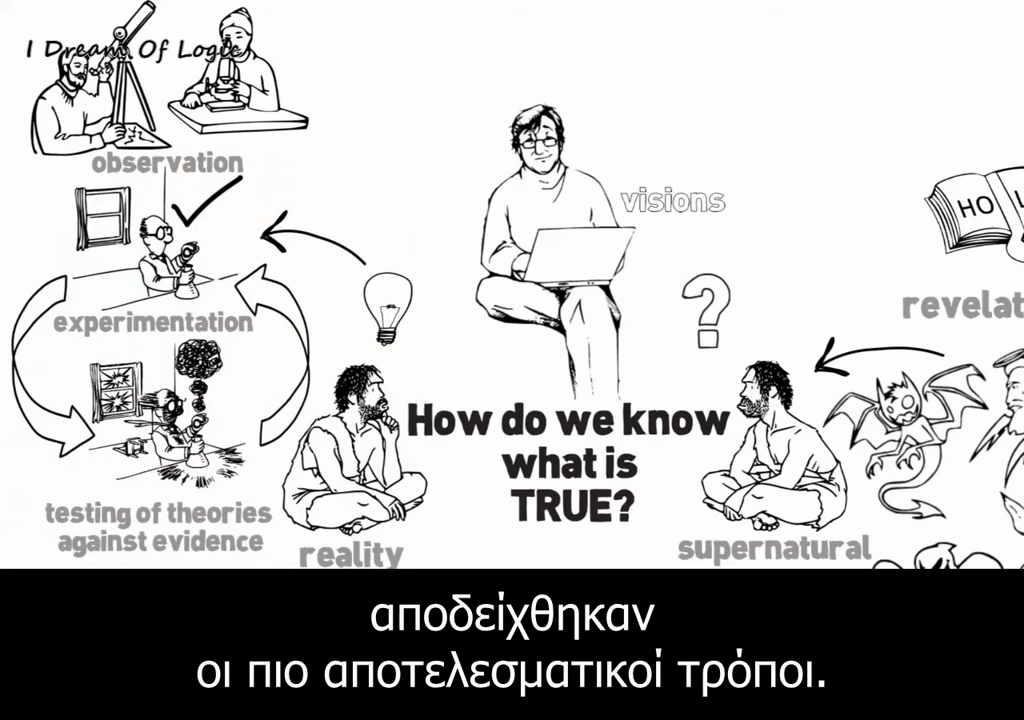 I Dream Of Logic
observation
visions
HO
experimentation
revelat
How do we know
what is
TRUE?
testing of theories
against evidence
reality
supernatural
αποδείχθηκαν
οι πιο αποτελεσματικοί τρόποι.